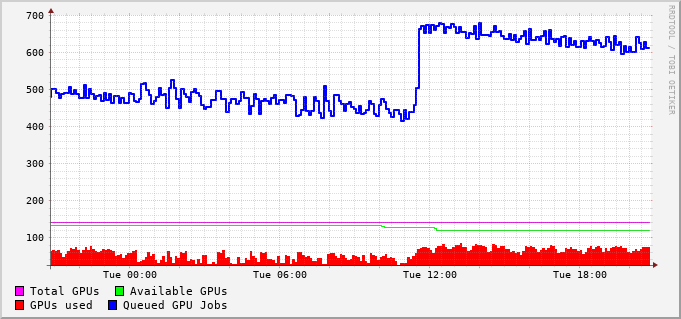 700
600
500
400
300
200
100
Tue 00:00 Tue 06:00 Tue 12:00 Tue 18:00
Total GPUs Available GPUs
GPUs used Queued GPU Jobs
RRDTOOL / TOBI OETIKER